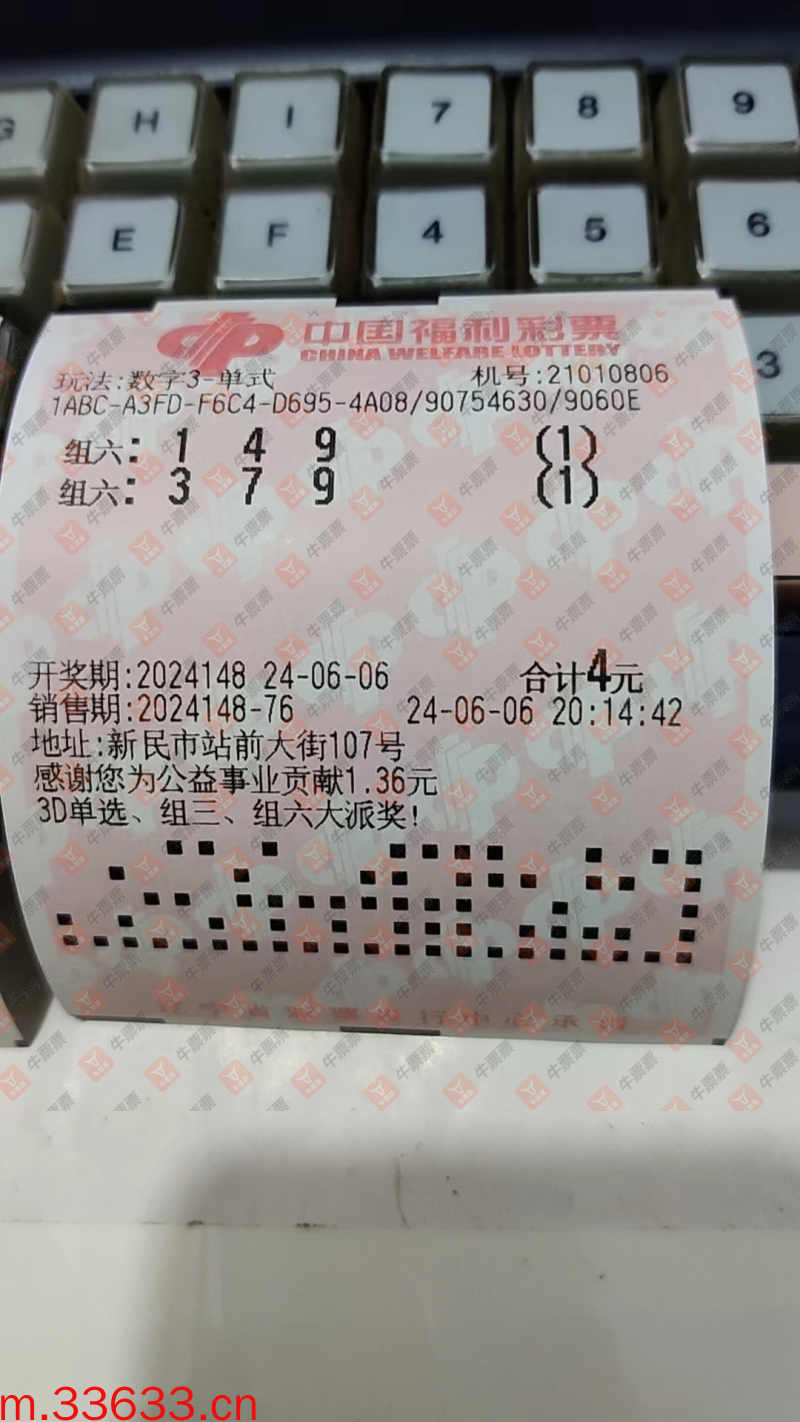 G H I 7 8 9
E F 4 5 6
3
中国福利彩票
CHINA WELFARE LOTTERY
玩法:数字3-单式 机号:21010806
1ABC-A3FD-F6C4-D695-4A08/90754630/9060E
组六: 1 4 9 (1)
组六: 3 7 9 (1)
开奖期:2024148 24-06-06 合计4元
销售期:2024148-76 24-06-06 20:14:42
地址:新民市站前大街107号
感谢您为公益事业贡献1.36元
3D单选、组三、组六大派奖!
牛票票
m.33633.cn